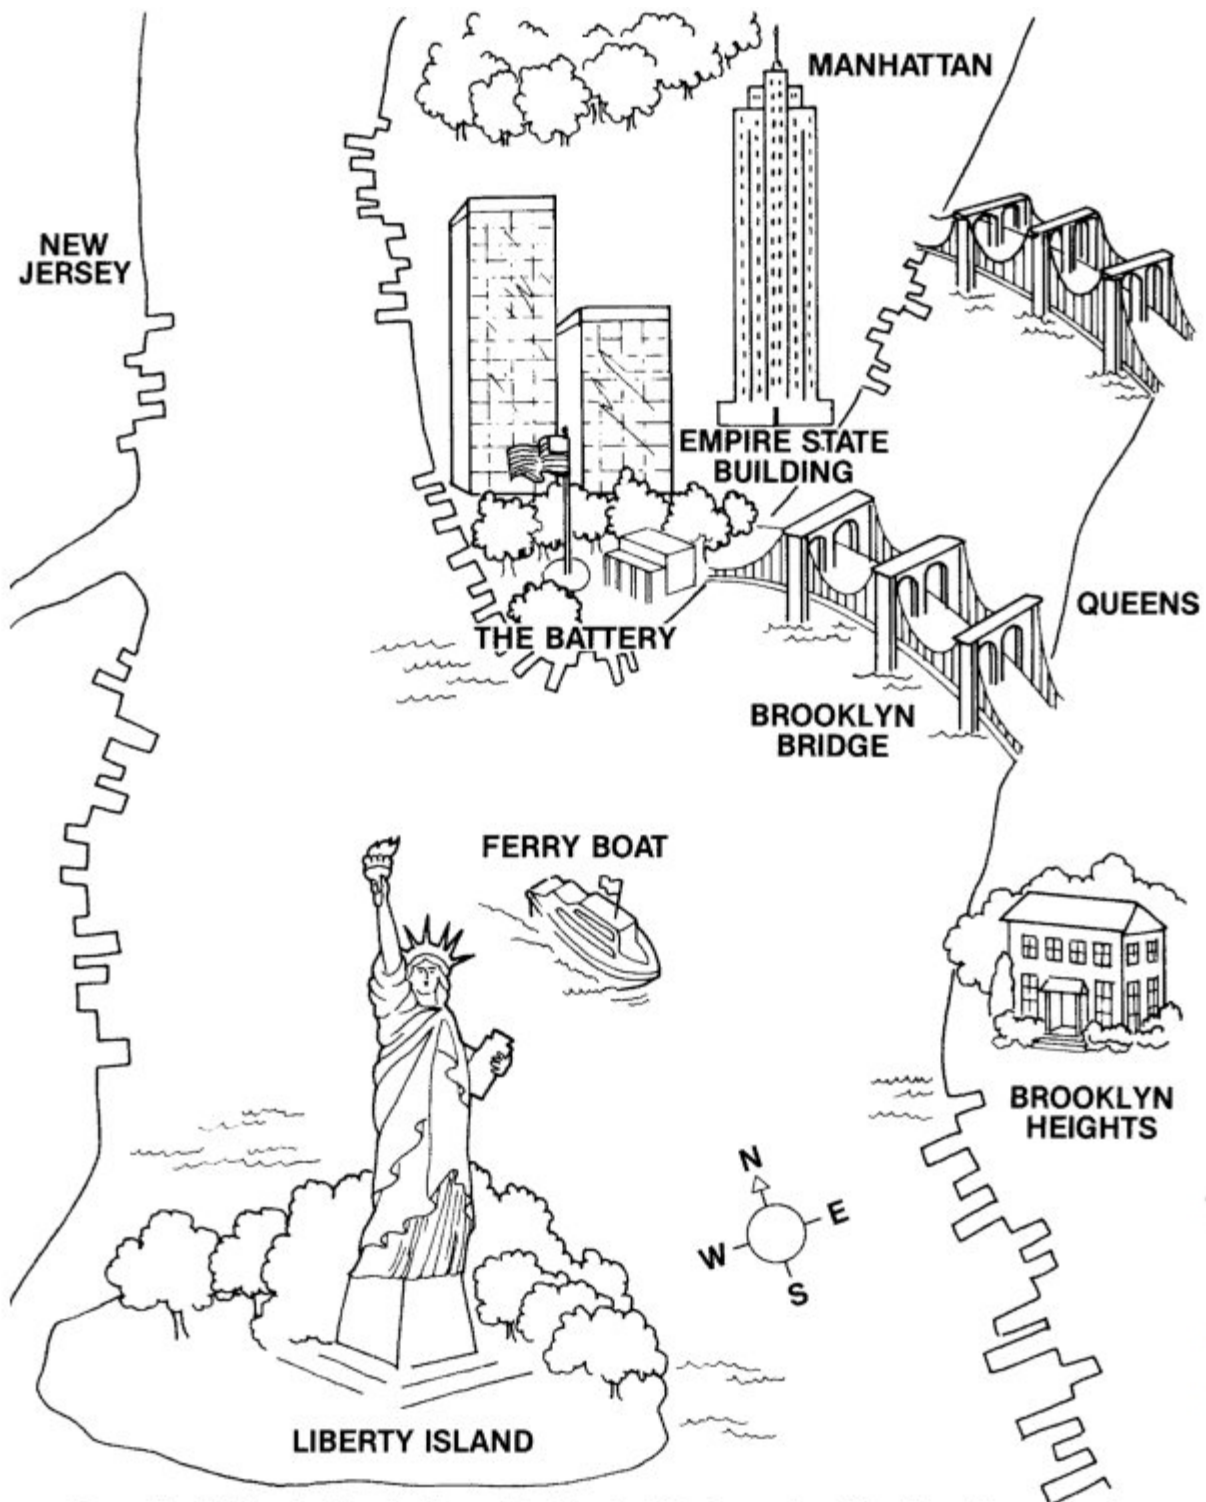 MANHATTAN
NEW
JERSEY
EMPIRE STATE
BUILDING
QUEENS
THE BATTERY
BROOKLYN
BRIDGE
FERRY BOAT
BROOKLYN
HEIGHTS
N
E
W
S
LIBERTY ISLAND